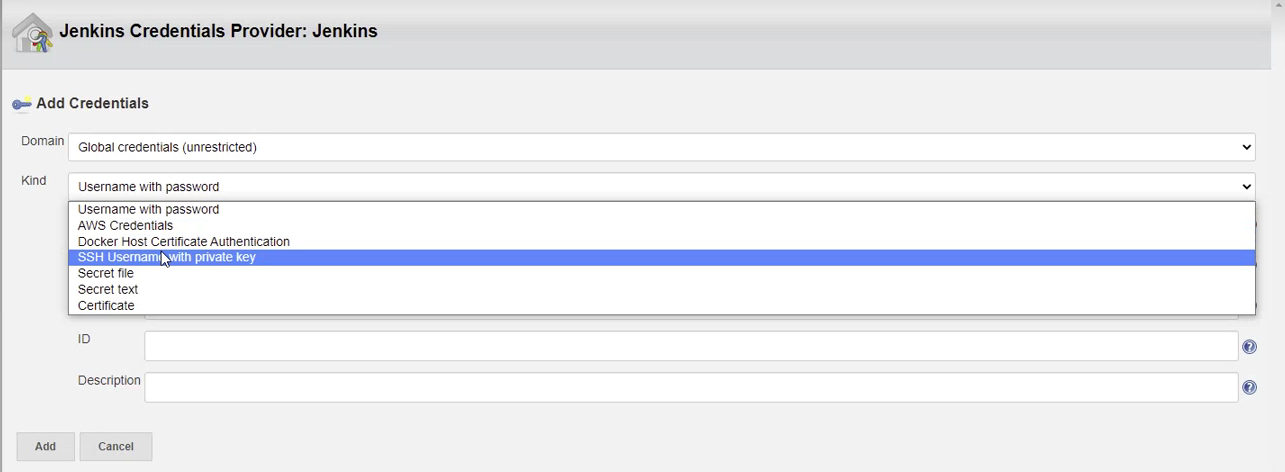 Jenkins Credentials Provider: Jenkins
Add Credentials
Domain
Global credentials (unrestricted)
Kind
Username with password
Username with password
AWS Credentials
Docker Host Certificate Authentication
SSH Username with private key
Secret file
Secret text
Certificate
ID
Description
Add
Cancel